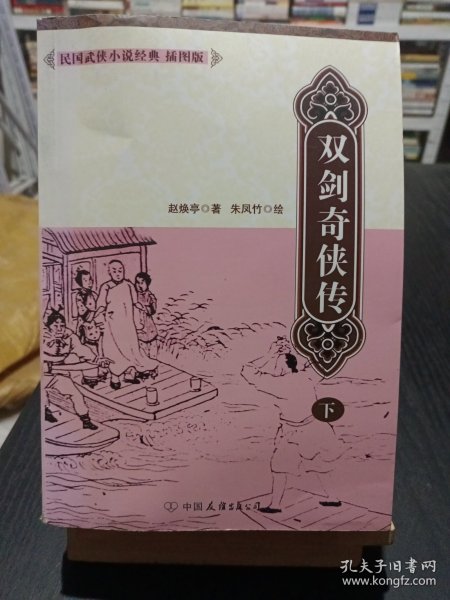 民国武侠小说经典 插图版
双剑奇侠传
赵焕亭◎著 朱凤竹◎绘
下
中国友谊出版公司
孔夫子旧书网
www.kongfz.com